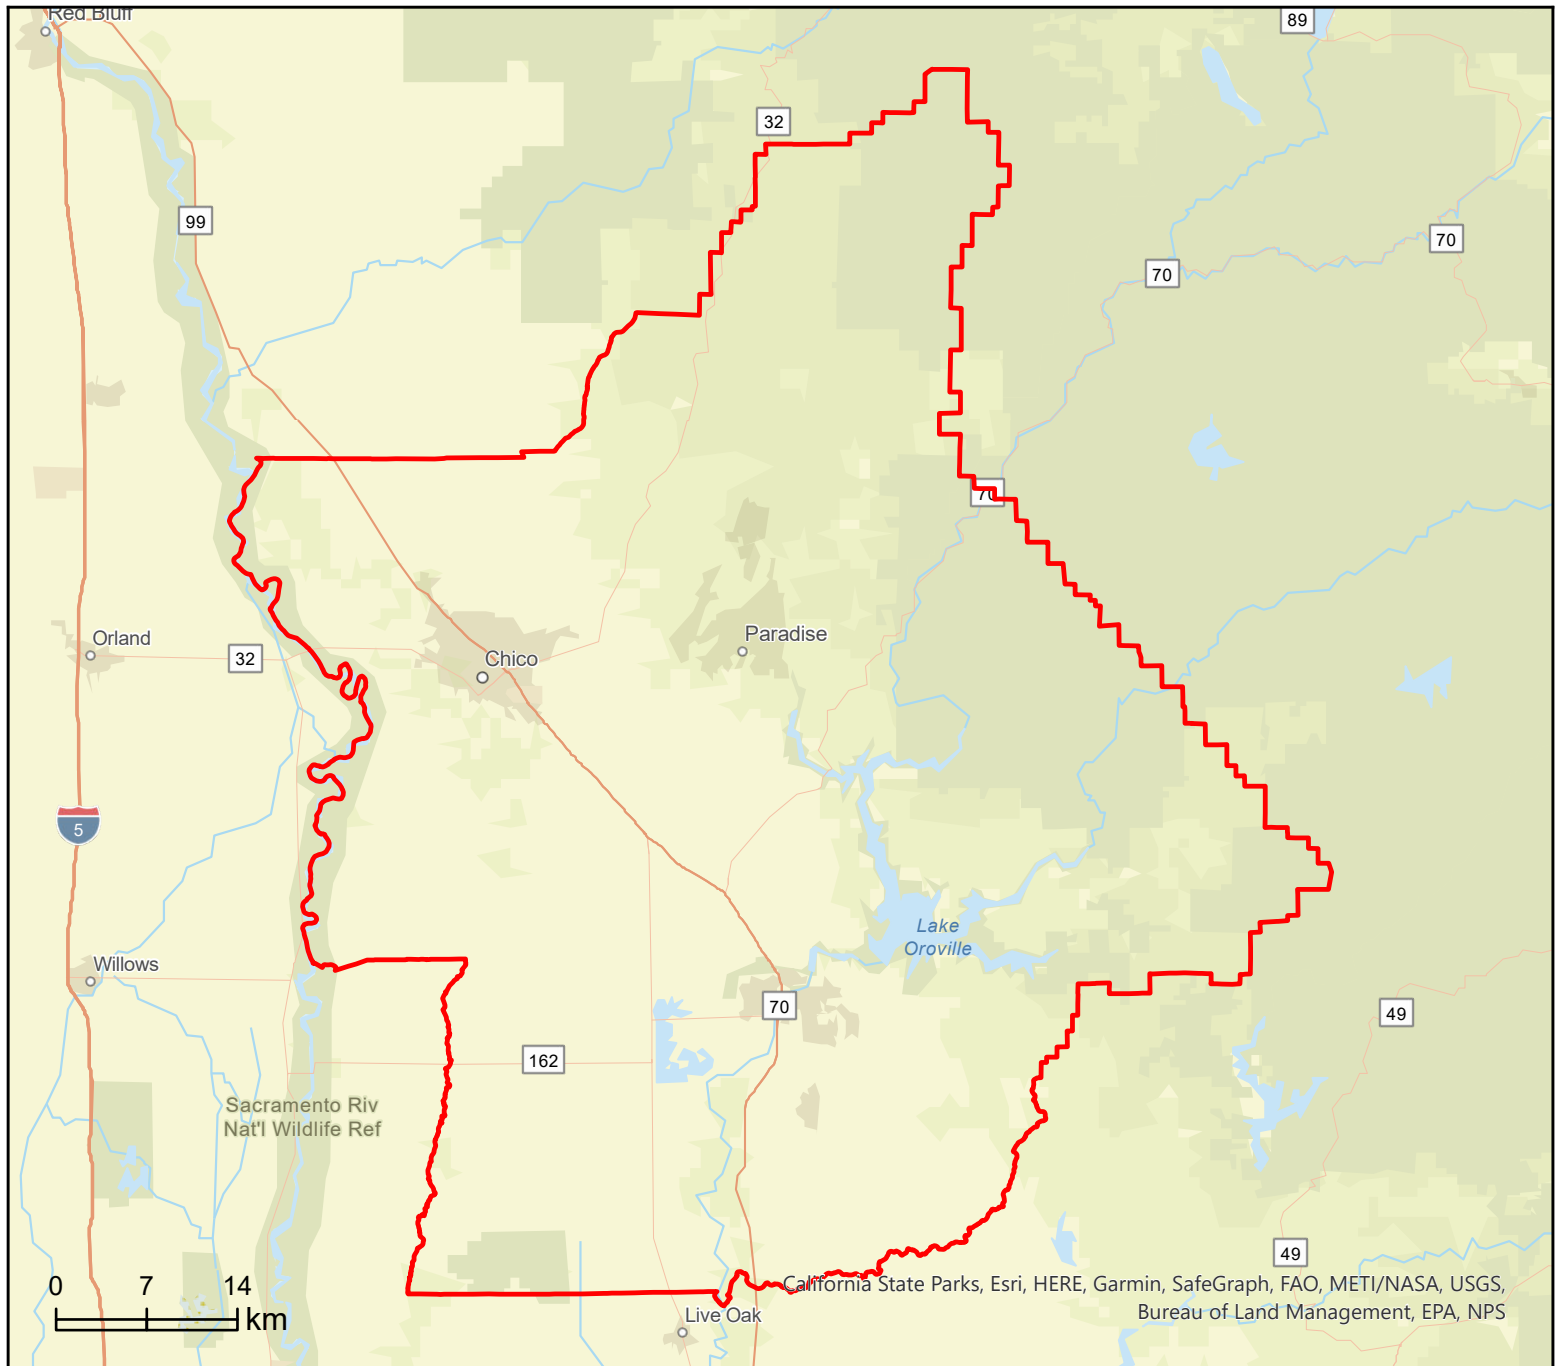 Red Bluff
89
32
99
70
70
70
Orland
32
Chico
Paradise
5
Lake
Oroville
Willows
70
49
162
Sacramento Riv
Nat'l Wildlife Ref
49
0 7 14
km
California State Parks, Esri, HERE, Garmin, SafeGraph, FAO, METI/NASA, USGS,
Bureau of Land Management, EPA, NPS
Live Oak